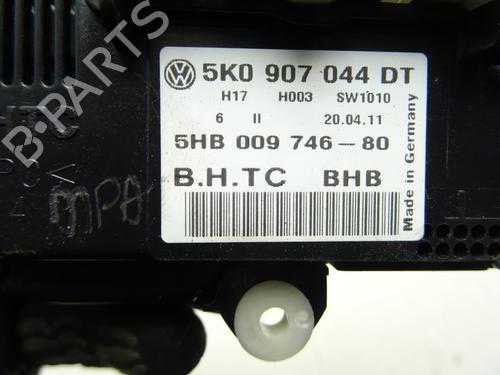 5K0 907 044 DT
H17 H003 SW1010
6 II 20.04.11
5HB 009 746-80
B.H.TC BHB
Made in Germany
B-PARTS
MPA